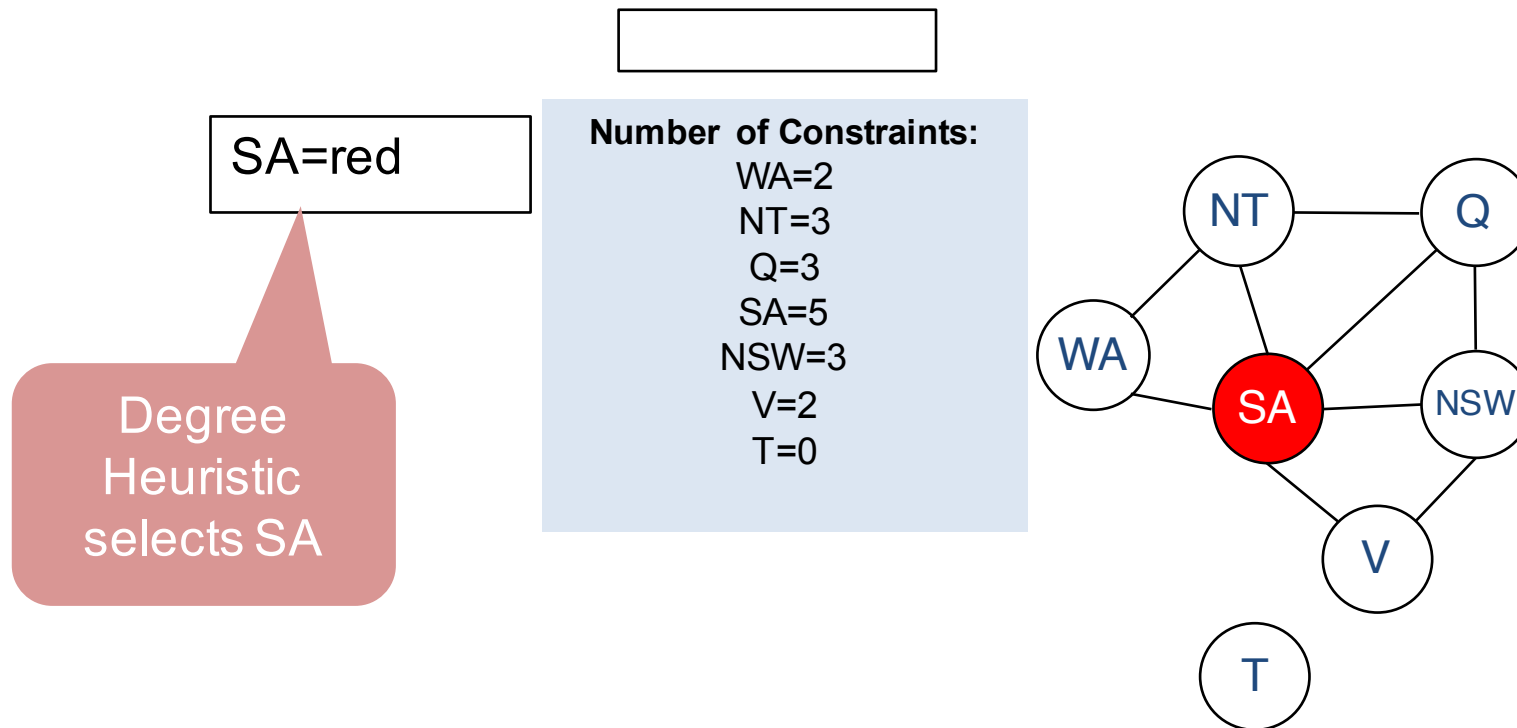 SA=red
Degree
Heuristic
selects SA
Number of Constraints:
WA=2
NT=3
Q=3
SA=5
NSW=3
V=2
T=0
NT
Q
WA
SA
NSW
V
T